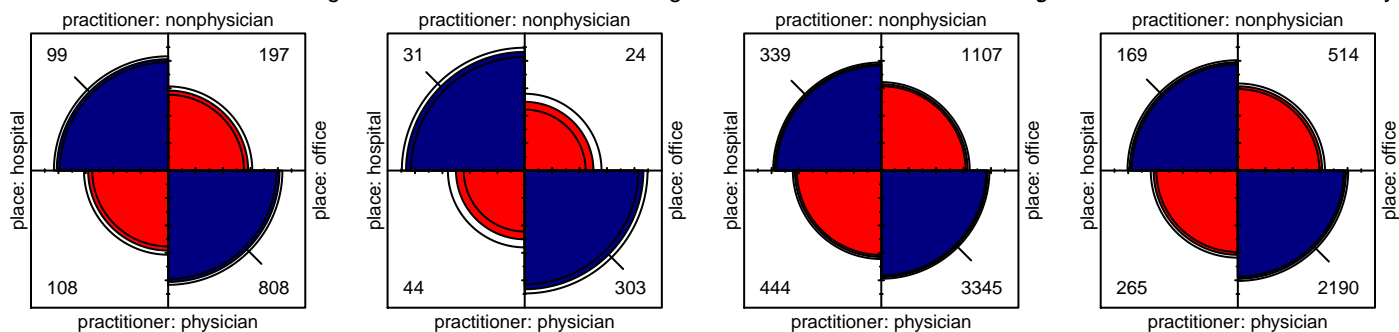 practitioner: nonphysician
99 197
place: hospital
place: office
108 808
practitioner: physician
practitioner: nonphysician
31 24
place: hospital
place: office
44 303
practitioner: physician
practitioner: nonphysician
339 1107
place: hospital
place: office
444 3345
practitioner: physician
practitioner: nonphysician
169 514
place: hospital
place: office
265 2190
practitioner: physician